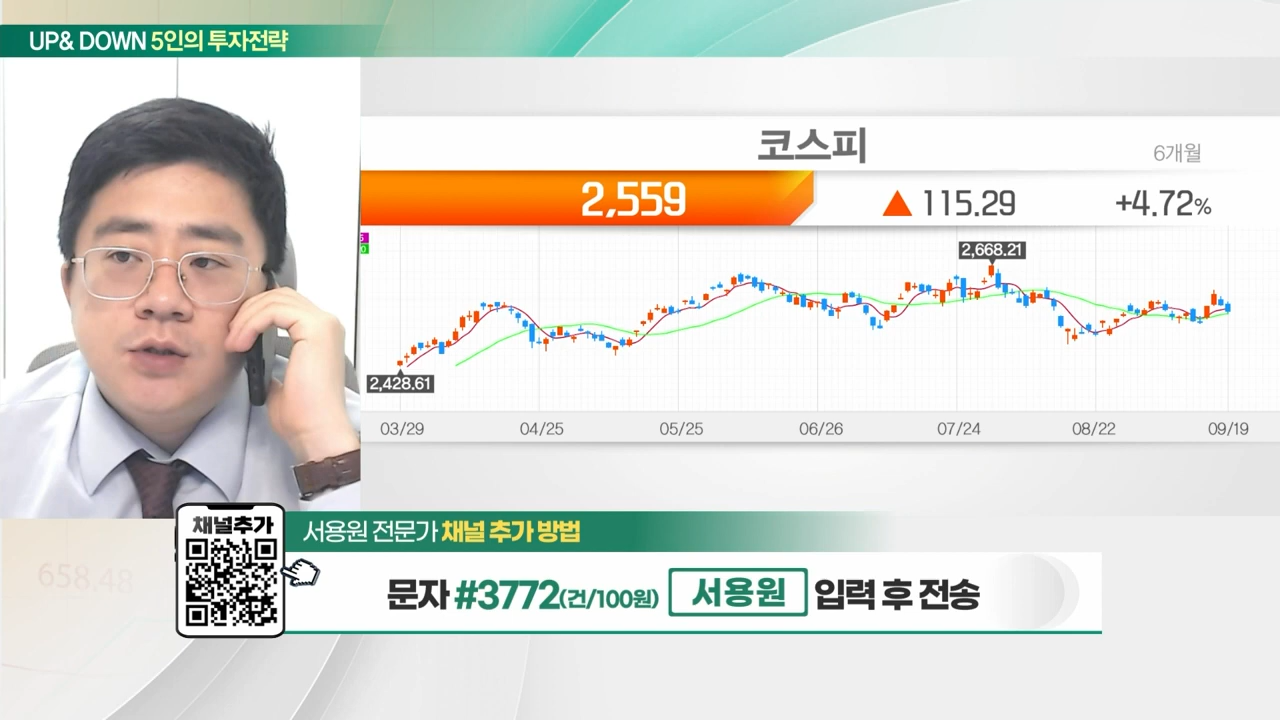 UP& DOWN 5인의 투자전략
코스피
6개월
2,559 ▲ 115.29 +4.72%
2,668.21
2,428.61
03/29 04/25 05/25 06/26 07/24 08/22 09/19
채널추가
서용원 전문가 채널 추가 방법
문자 #3772(건/100원) 서용원 입력 후 전송
658.48